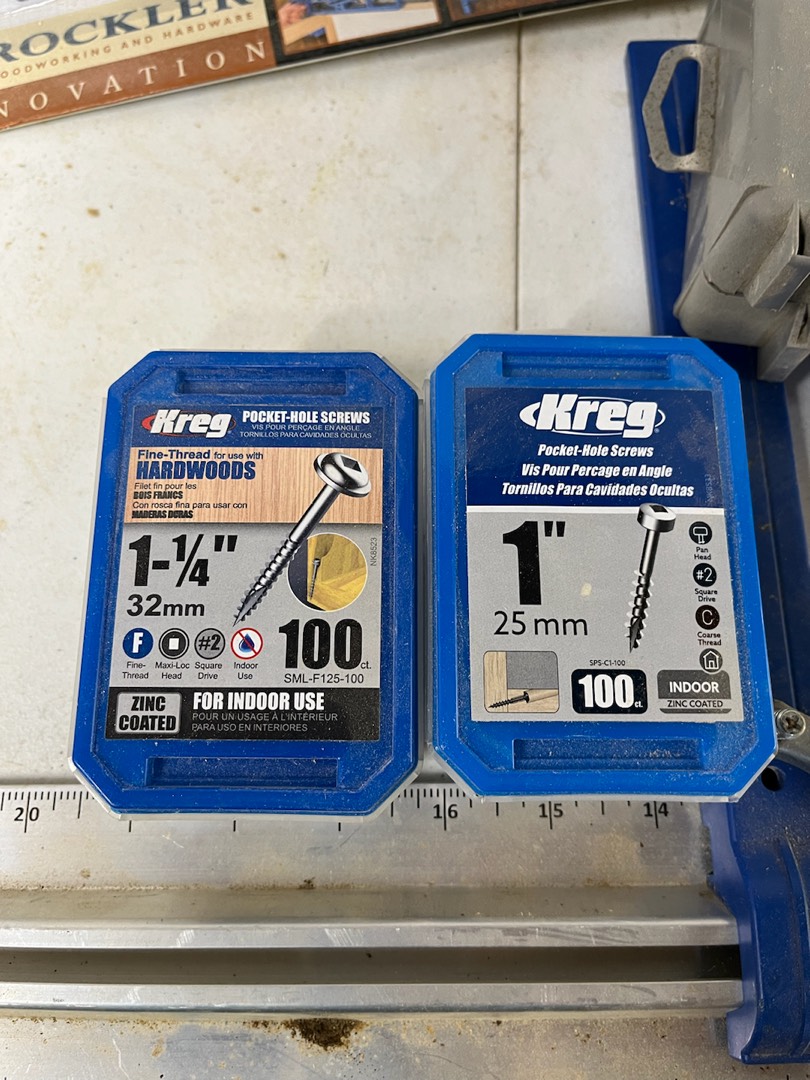 ROCKLER
WOODWORKING AND HARDWARE
NOVATION
Kreg
POCKET-HOLE SCREWS
VIS POUR PERÇAGE EN ANGLE
TORNILLOS PARA CAVIDADES OCULTAS
Fine-Thread for use with
HARDWOODS
Filet fin pour les
BOIS FRANCS
Con rosca fina para usar con
MADERAS DURAS
1-¼"
32mm
NK8523
F
#2
Fine-Thread
Maxi-Loc Head
Square Drive
Indoor Use
100 ct.
SML-F125-100
ZINC COATED
FOR INDOOR USE
POUR UN USAGE À L'INTÉRIEUR
PARA USO EN INTERIORES
Kreg
Pocket-Hole Screws
Vis Pour Percage en Angle
Tornillos Para Cavidades Ocultas
1"
25 mm
Pan Head
#2
Square Drive
C
Coarse Thread
SPS-C1-100
100 ct.
INDOOR
ZINC COATED
20 16 15 14